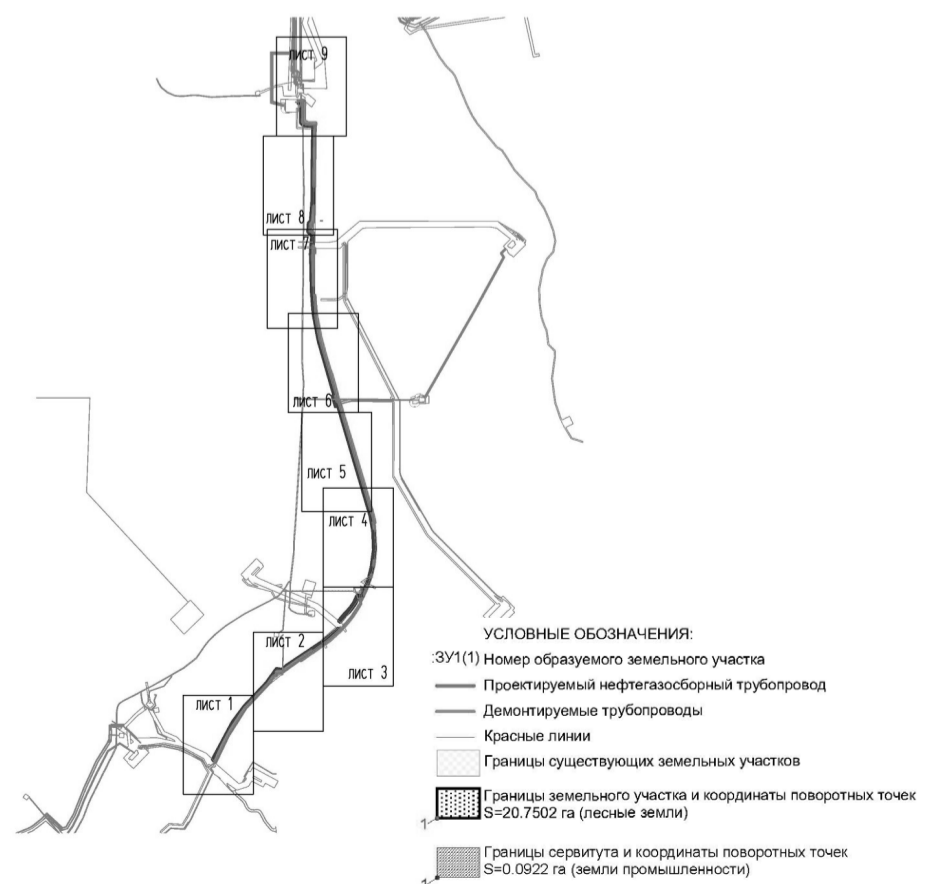 лист 9
лист 8
лист 7
лист 6
лист 5
лист 4
лист 2
лист 3
лист 1
УСЛОВНЫЕ ОБОЗНАЧЕНИЯ:
:ЗУ1(1) Номер образуемого земельного участка
Проектируемый нефтегазосборный трубопровод
Демонтируемые трубопроводы
Красные линии
Границы существующих земельных участков
Границы земельного участка и координаты поворотных точек
1 S=20.7502 га (лесные земли)
Границы сервитута и координаты поворотных точек
1 S=0.0922 га (земли промышленности)